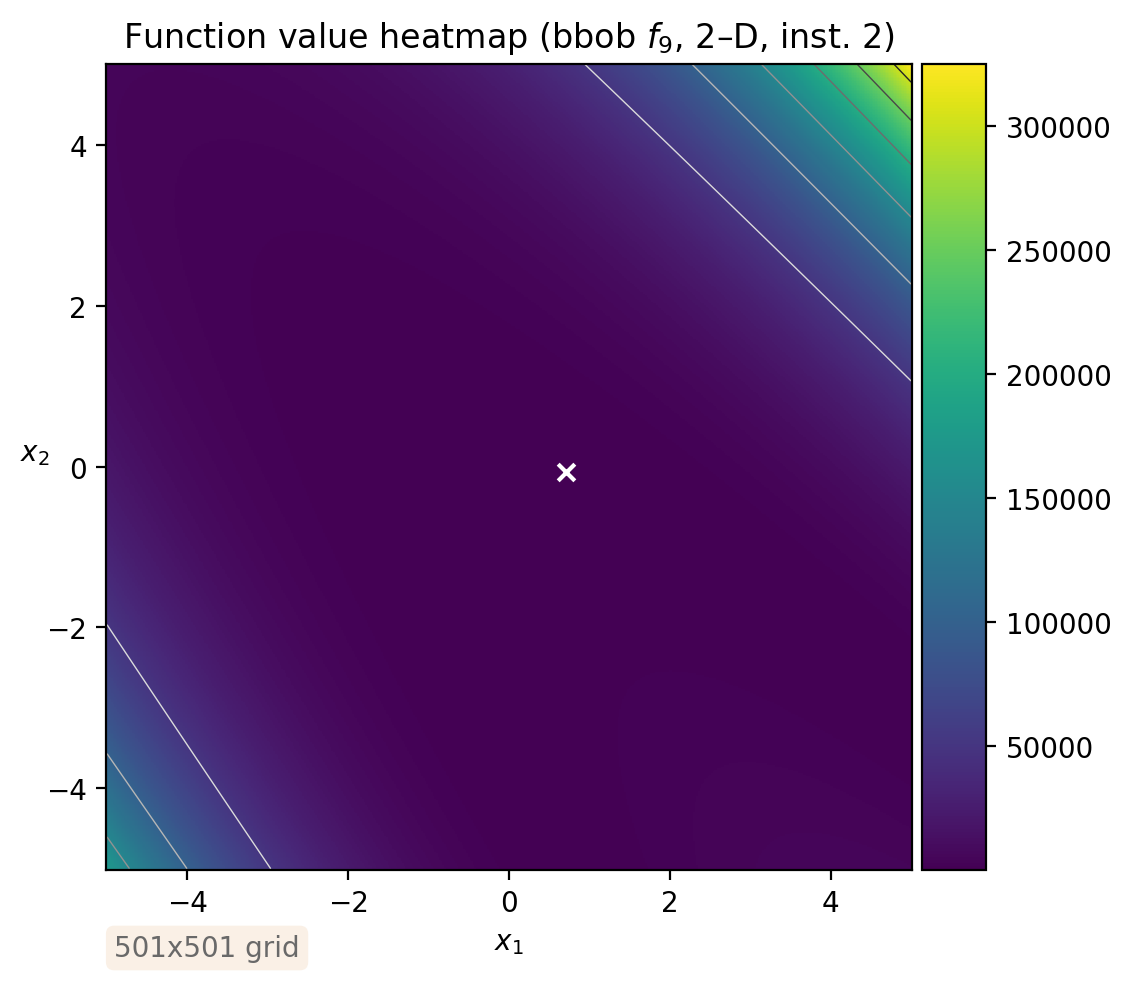 Function value heatmap (bbob f₉, 2–D, inst. 2)
300000
250000
200000
150000
100000
50000
4
2
0
−2
−4
x₂
−4 −2 0 2 4
x₁
501x501 grid